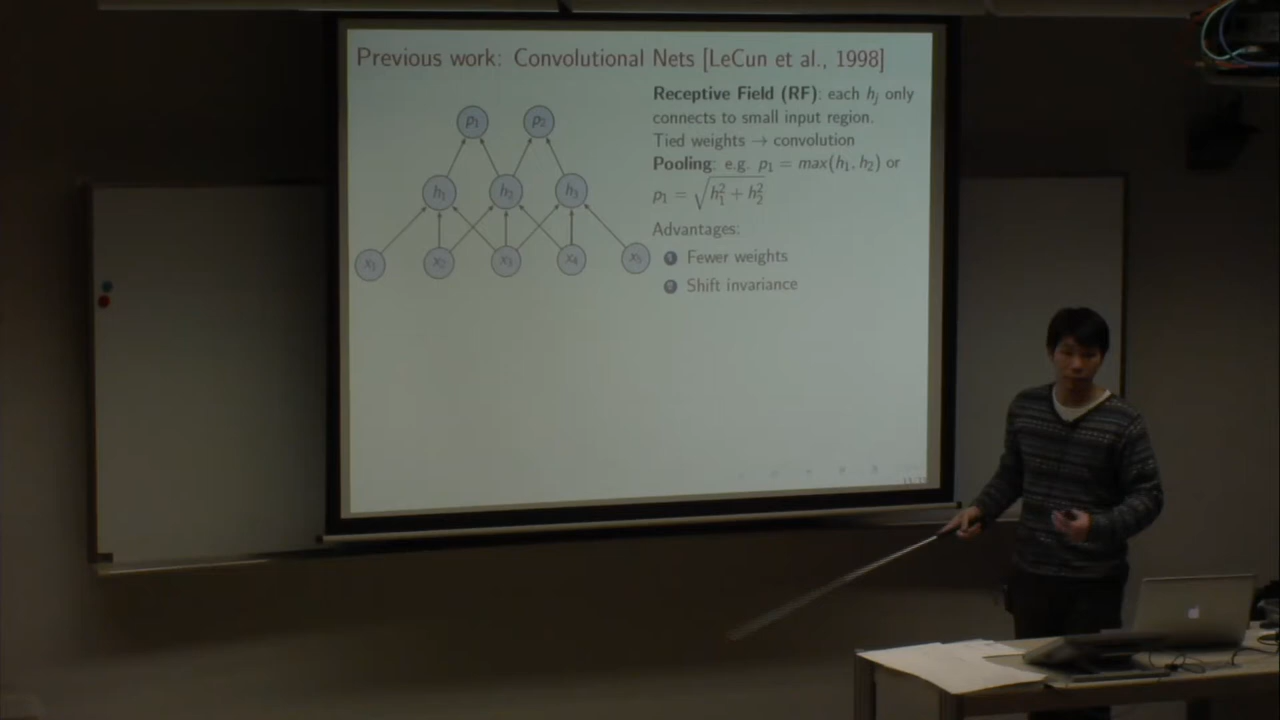 Previous work: Convolutional Nets [LeCun et al., 1998]
Receptive Field (RF): each hⱼ only
connects to small input region.
Tied weights → convolution
Pooling: e.g. p₁ = max(h₁, h₂) or
p₁ = √(h₁² + h₂²)
Advantages:
1 Fewer weights
2 Shift invariance
p₁ p₂
h₁ h₂ h₃
x₁ x₂ x₃ x₄ x₅